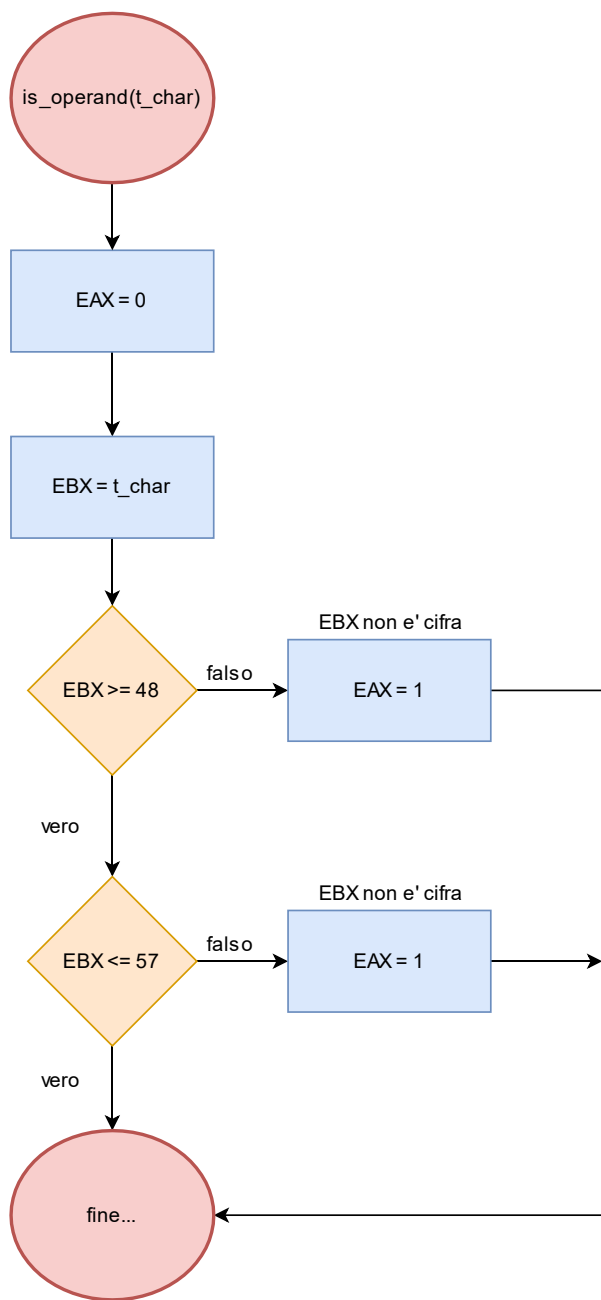 is_operand(t_char)
EAX = 0
EBX = t_char
EBX >= 48
falso
EBX non e' cifra
EAX = 1
vero
EBX <= 57
falso
EBX non e' cifra
EAX = 1
vero
fine...